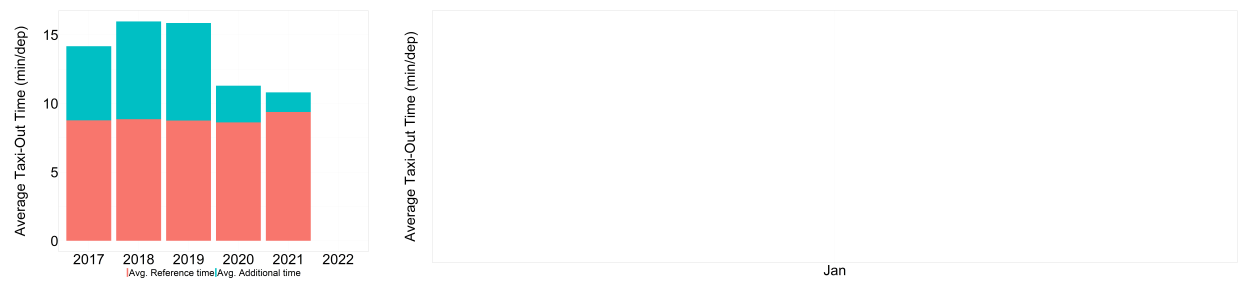 Average Taxi-Out Time (min/dep)
15
10
5
0
2017 2018 2019 2020 2021 2022
Avg. Reference time Avg. Additional time
Average Taxi-Out Time (min/dep)
Jan